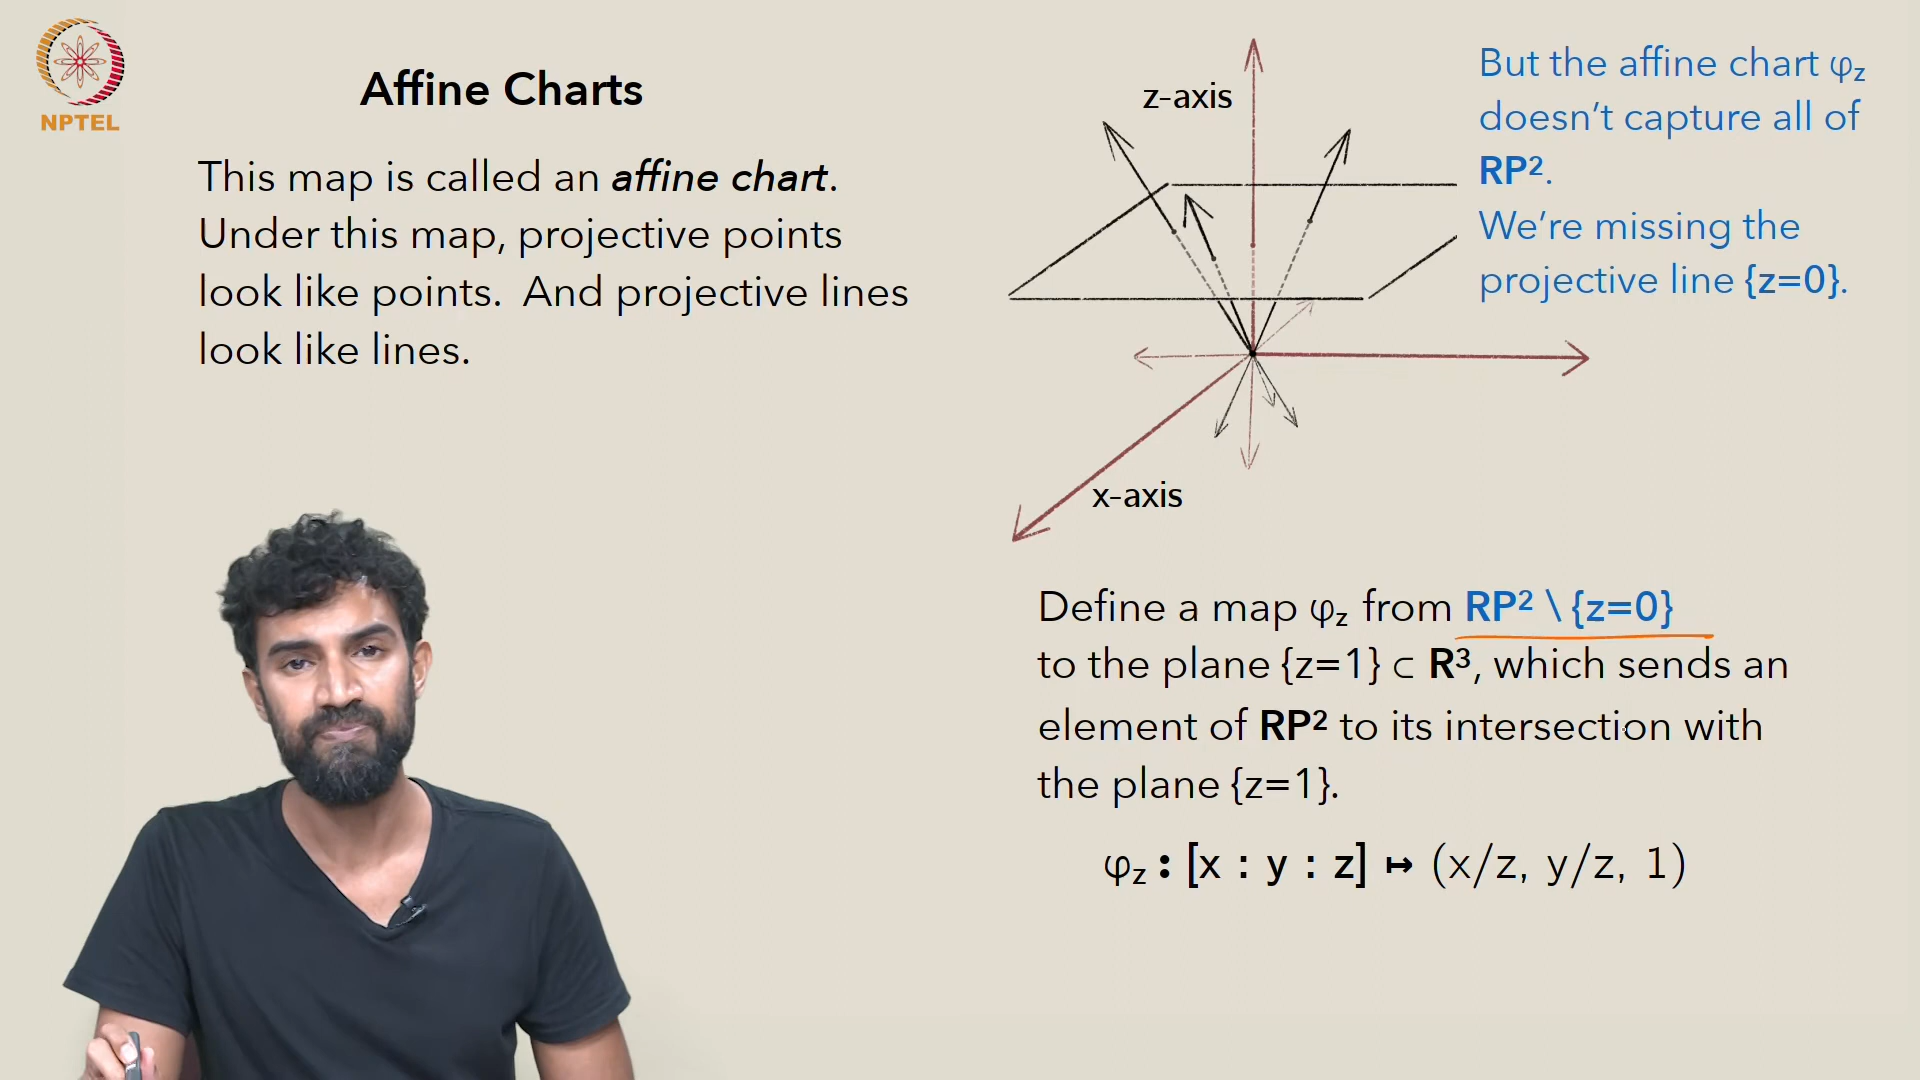 NPTEL
Affine Charts
This map is called an affine chart.
Under this map, projective points
look like points. And projective lines
look like lines.
z-axis
x-axis
But the affine chart φz
doesn’t capture all of
RP².
We’re missing the
projective line {z=0}.
Define a map φz from RP² \ {z=0}
to the plane {z=1} ⊂ R³, which sends an
element of RP² to its intersection with
the plane {z=1}.
φz : [x : y : z] ↦ (x/z, y/z, 1)